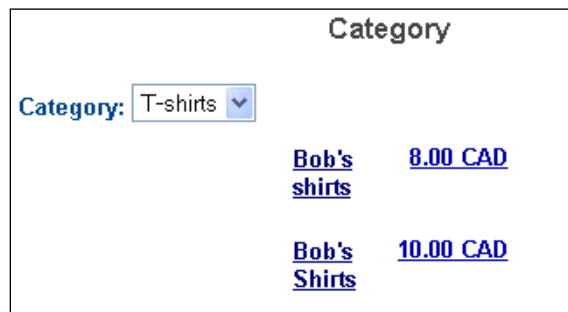 Category
Category: T-shirts
Bob's 8.00 CAD
shirts
Bob's 10.00 CAD
Shirts